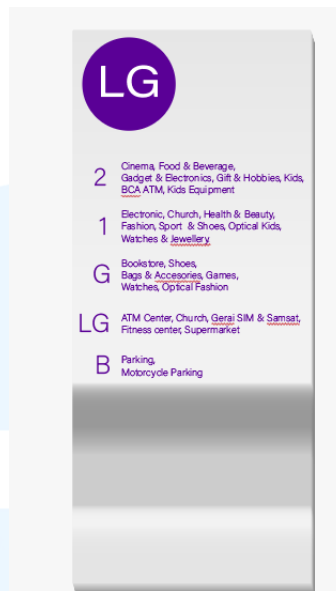 LG
2
Cinema, Food & Beverage,
Gadget & Electronics, Gift & Hobbies, Kids,
BCA ATM, Kids Equipment
1
Electronic, Church, Health & Beauty,
Fashion, Sport & Shoes, Optical Kids,
Watches & Jewellery
G
Bookstore, Shoes,
Bags & Accesories, Games,
Watches, Optical Fashion
LG
ATM Center, Church, Gerai SIM & Samsat,
Fitness center, Supermarket
B
Parking,
Motorcycle Parking